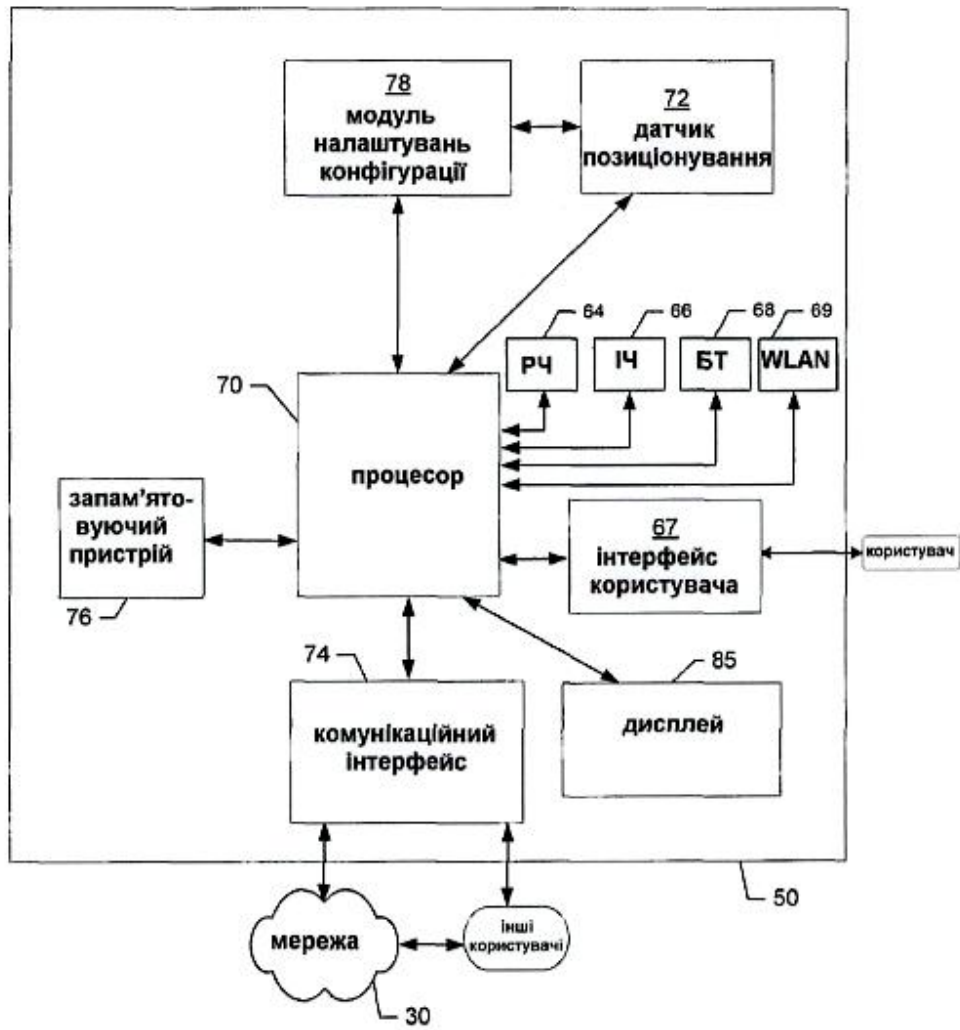 78
модуль
налаштувань
конфігурації
72
датчик
позиціонування
64
66
68
69
РЧ
ІЧ
БТ
WLAN
70
процесор
запам'ято-
вуючий
пристрій
76
67
інтерфейс
користувача
користувач
74
комунікаційний
інтерфейс
85
дисплей
50
мережа
інші
користувачі
30